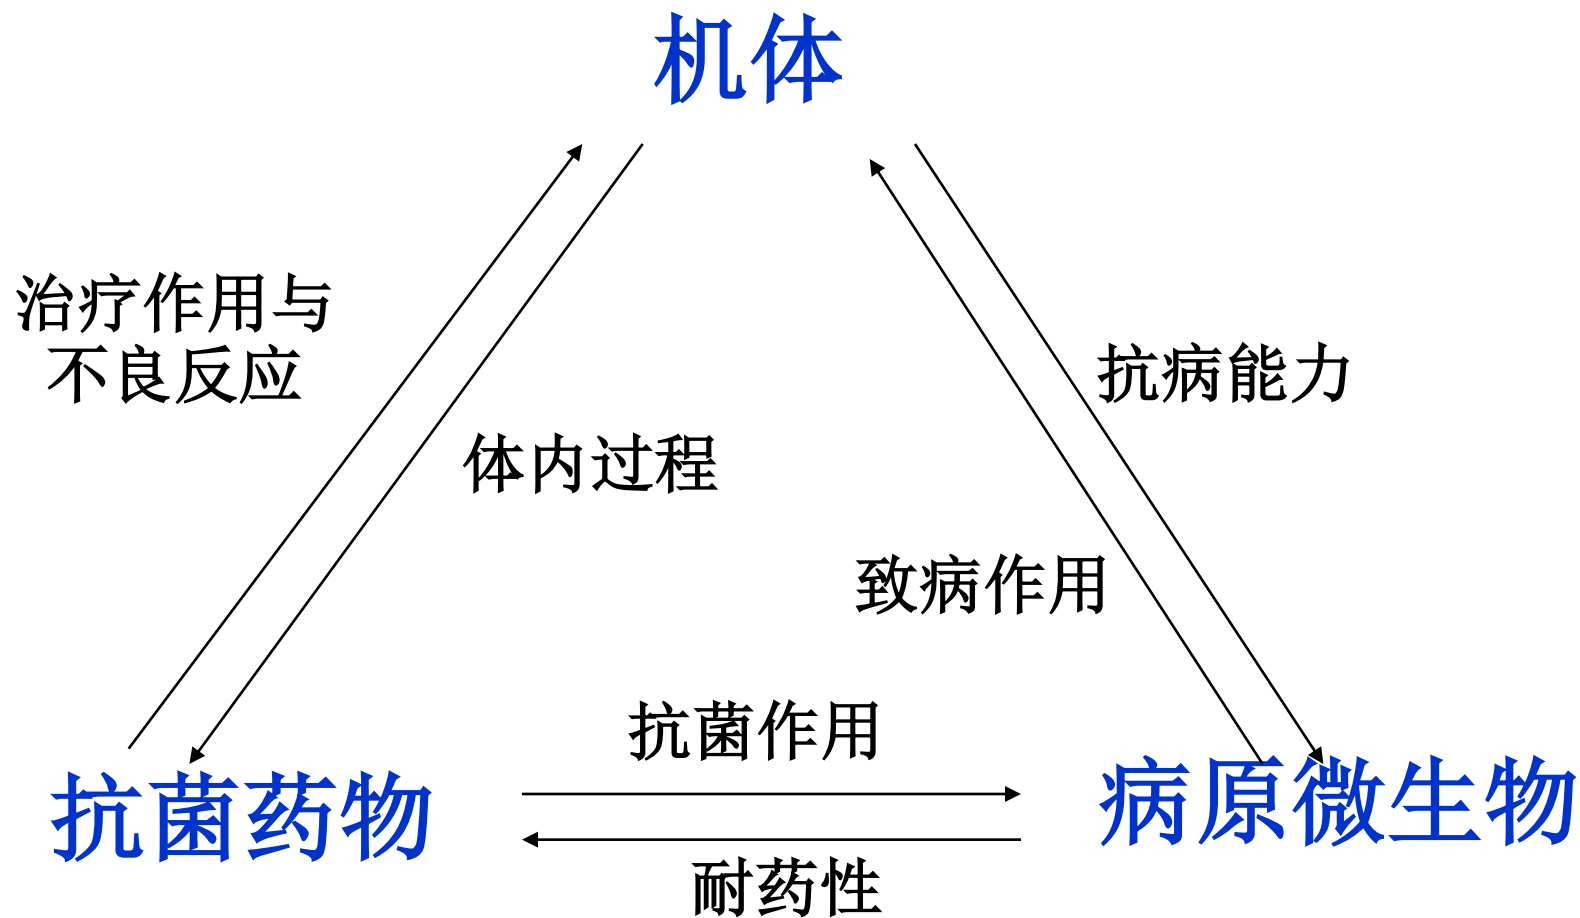 机体
治疗作用与
不良反应
抗病能力
体内过程
致病作用
抗菌作用
抗菌药物
病原微生物
耐药性